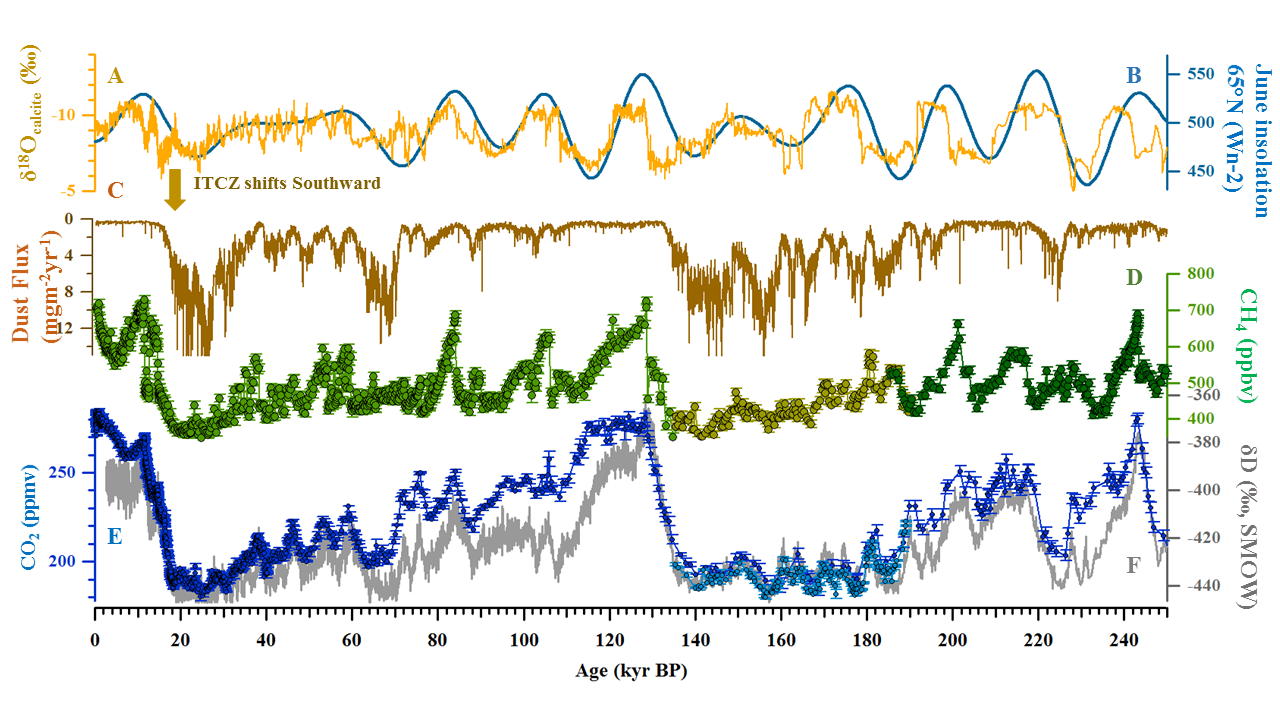 A
B
δ¹⁸Ocalcite (‰)
-10
-5
550
500
450
June insolation
65°N (Wn-2)
C
ITCZ shifts Southward
0
4
8
12
Dust Flux
(mgm⁻²yr⁻¹)
D
800
700
600
500
400
CH₄ (ppbv)
-360
-380
-400
-420
-440
δD (‰, SMOW)
250
200
CO₂ (ppmv)
E
F
0 20 40 60 80 100 120 140 160 180 200 220 240
Age (kyr BP)